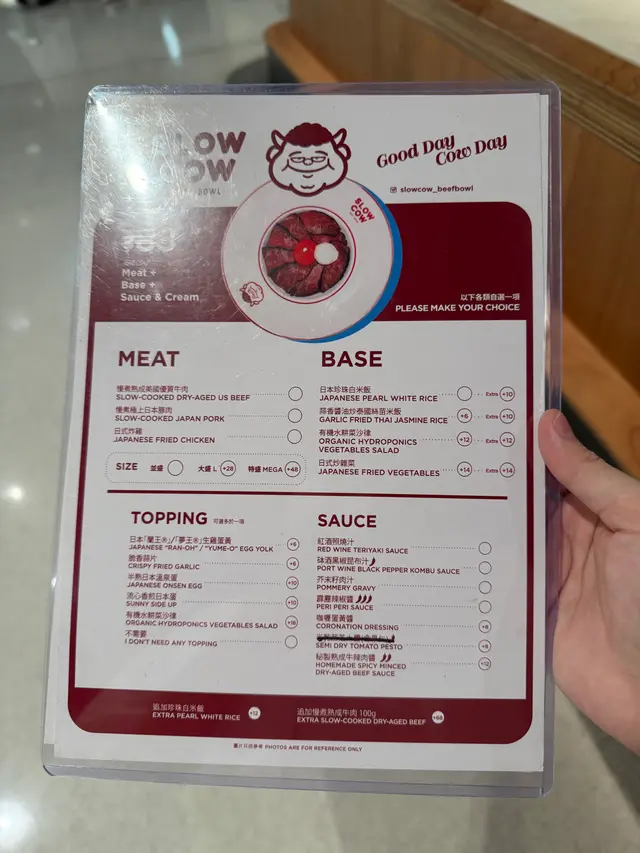 LOW
OW
BOWL
Good Day
Cow Day
slowcow_beefbowl
SLOW
COW
Meat +
Base +
Sauce & Cream
以下各類自選一項
PLEASE MAKE YOUR CHOICE
MEAT
慢煮熟成美國優質牛肉
SLOW-COOKED DRY-AGED US BEEF
慢煮極上日本豚肉
SLOW-COOKED JAPAN PORK
日式炸雞
JAPANESE FRIED CHICKEN
SIZE 並盛 大盛 L +28 特盛 MEGA +48
BASE
日本珍珠白米飯
JAPANESE PEARL WHITE RICE Extra +10
蒜香醬油炒泰國絲苗米飯
GARLIC FRIED THAI JASMINE RICE +6 Extra +10
有機水耕菜沙律
ORGANIC HYDROPONICS +12 Extra +12
VEGETABLES SALAD
日式炒雜菜
JAPANESE FRIED VEGETABLES +14 Extra +14
TOPPING 可選多於一項
日本「蘭王®」/「夢王®」生雞蛋黃
JAPANESE "RAN-OH" / "YUME-O" EGG YOLK +6
脆香蒜片
CRISPY FRIED GARLIC +6
半熟日本溫泉蛋
JAPANESE ONSEN EGG +10
流心香煎日本蛋
SUNNY SIDE UP +10
有機水耕菜沙律
ORGANIC HYDROPONICS VEGETABLES SALAD +16
不需要
I DON'T NEED ANY TOPPING
SAUCE
紅酒照燒汁
RED WINE TERIYAKI SAUCE
砵酒黑椒昆布汁
PORT WINE BLACK PEPPER KOMBU SAUCE
芥末籽肉汁
POMMERY GRAVY
霹靂辣椒醬
PERI PERI SAUCE
咖喱蛋黃醬
CORONATION DRESSING +8
SEMI DRY TOMATO PESTO +8
秘製熟成牛辣肉醬
HOMEMADE SPICY MINCED +12
DRY-AGED BEEF SAUCE
追加珍珠白米飯
EXTRA PEARL WHITE RICE +12
追加慢煮熟成牛肉 100g
EXTRA SLOW-COOKED DRY-AGED BEEF +68
圖片只供參考 PHOTOS ARE FOR REFERENCE ONLY